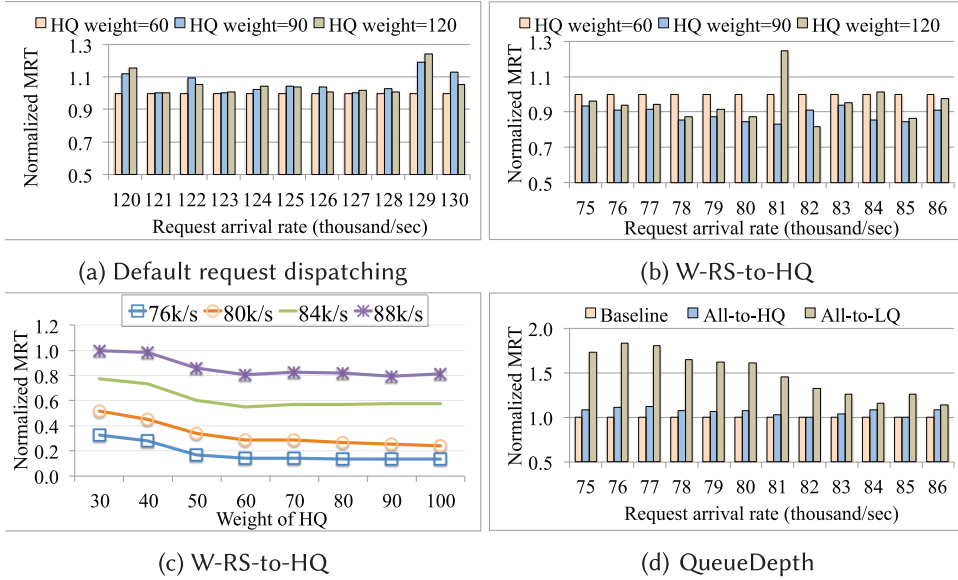 HQ weight=60 HQ weight=90 HQ weight=120
Normalized MRT
1.3
1.1
0.9
0.7
0.5
120 121 122 123 124 125 126 127 128 129 130
Request arrival rate (thousand/sec)
(a) Default request dispatching
HQ weight=60 HQ weight=90 HQ weight=120
Normalized MRT
1.3
1.1
0.9
0.7
0.5
75 76 77 78 79 80 81 82 83 84 85 86
Request arrival rate (thousand/sec)
(b) W-RS-to-HQ
76k/s 80k/s 84k/s 88k/s
Normalized MRT
1.2
1.0
0.8
0.6
0.4
0.2
0.0
30 40 50 60 70 80 90 100
Weight of HQ
(c) W-RS-to-HQ
Baseline All-to-HQ All-to-LQ
Normalized MRT
2.0
1.5
1.0
0.5
75 76 77 78 79 80 81 82 83 84 85 86
Request arrival rate (thousand/sec)
(d) QueueDepth